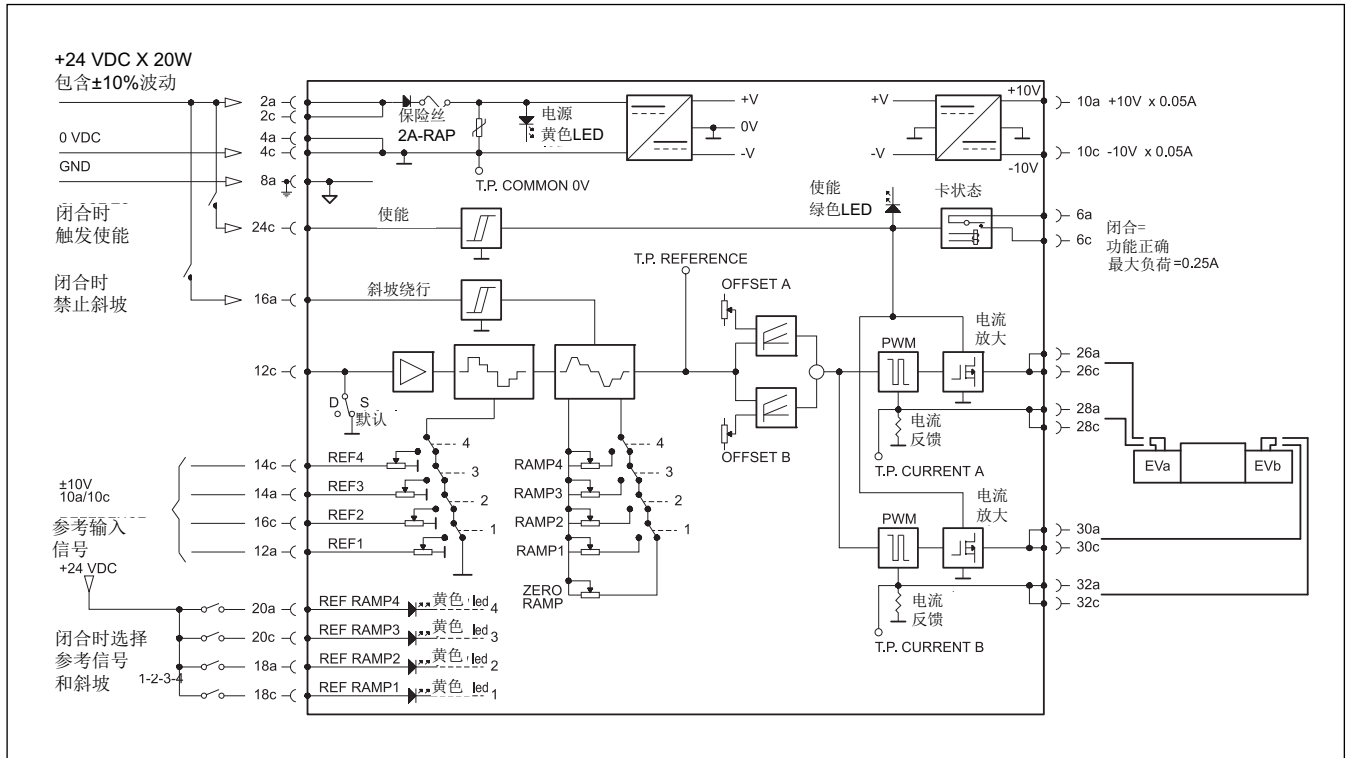 +24 VDC X 20W
包含±10%波动
0 VDC
GND
闭合时
触发使能
闭合时
禁止斜坡
±10V
10a/10c
参考输入
信号
+24 VDC
闭合时选择
参考信号
和斜坡
1-2-3-4
2a
2c
4a
4c
8a
24c
16a
12c
14c
14a
16c
12a
20a
20c
18a
18c
保险丝
2A-RAP
电源
黄色LED
T.P. COMMON 0V
+V
0V
-V
+V
-V
+10V
-10V
使能
斜坡绕行
使能
绿色LED
卡状态
T.P. REFERENCE
OFFSET A
OFFSET B
D
S
默认
REF4
REF3
REF2
REF1
4
3
2
1
RAMP4
RAMP3
RAMP2
RAMP1
ZERO
RAMP
4
3
2
1
REF RAMP4 黄色 led 4
REF RAMP3 黄色 led 3
REF RAMP2 黄色 led 2
REF RAMP1 黄色 led 1
PWM
电流
放大
电流
反馈
T.P. CURRENT A
PWM
电流
放大
电流
反馈
T.P. CURRENT B
10a +10V x 0.05A
10c -10V x 0.05A
6a
6c
闭合=
功能正确
最大负荷=0.25A
26a
26c
28a
28c
EVa
EVb
30a
30c
32a
32c